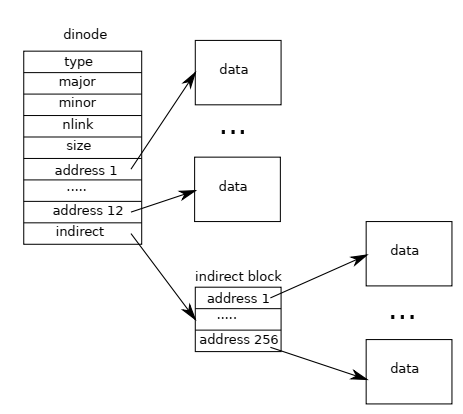 dinode
type
major
minor
nlink
size
address 1
.....
address 12
indirect
data
...
data
indirect block
address 1
.....
address 256
data
...
data